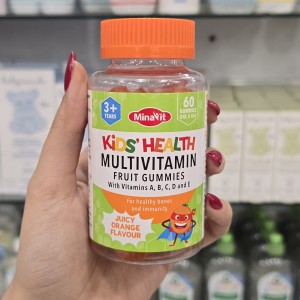 MinaVit
3+
YEARS
60
GUMMIES
KiDS' HEALTH
MULTIVITAMIN
FRUIT GUMMIES
With Vitamins A, B, C, D and E
For healthy bones
and immunity
JUICY
ORANGE
FLAVOUR